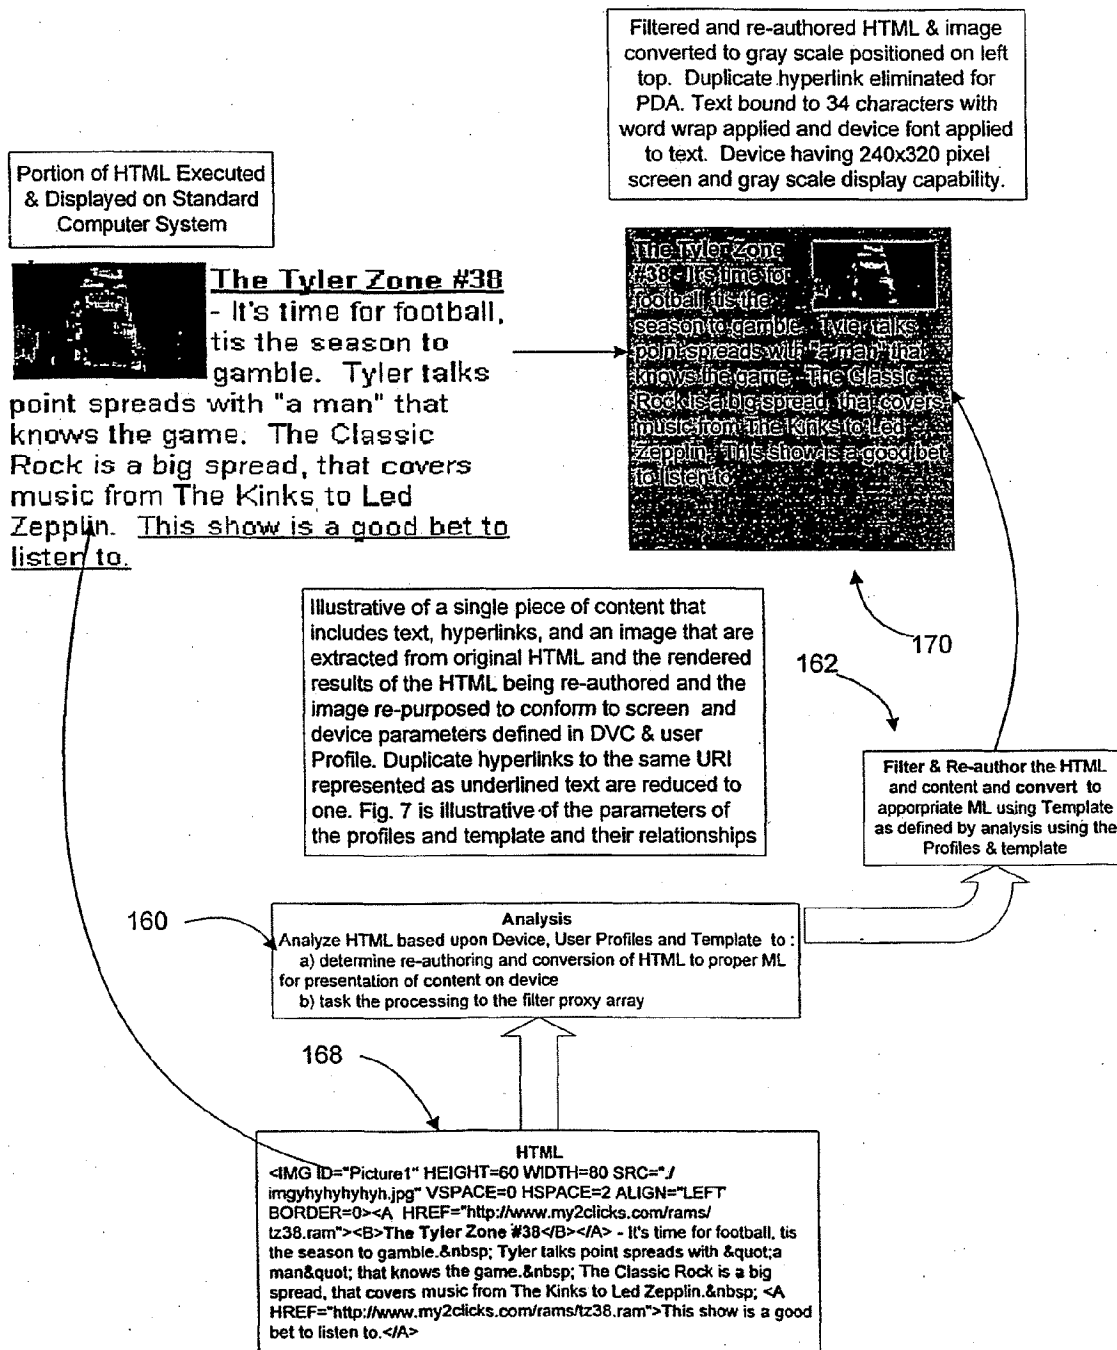 Filtered and re-authored HTML & image
converted to gray scale positioned on left
top. Duplicate hyperlink eliminated for
PDA. Text bound to 34 characters with
word wrap applied and device font applied
to text. Device having 240x320 pixel
screen and gray scale display capability.
Portion of HTML Executed
& Displayed on Standard
Computer System
The Tyler Zone #38
- It's time for football,
tis the season to
gamble. Tyler talks
point spreads with "a man" that
knows the game. The Classic
Rock is a big spread, that covers
music from The Kinks to Led
Zepplin. This show is a good bet to
listen to.
The Tyler Zone
#38 - It's time for
football, tis the
season to gamble. Tyler talks
point spreads with "a man" that
knows the game. The Classic
Rock is a big spread, that covers
music from The Kinks to Led
Zepplin. This show is a good bet
to listen to.
Illustrative of a single piece of content that
includes text, hyperlinks, and an image that are
extracted from original HTML and the rendered
results of the HTML being re-authored and the
image re-purposed to conform to screen and
device parameters defined in DVC & user
Profile. Duplicate hyperlinks to the same URI
represented as underlined text are reduced to
one. Fig. 7 is illustrative of the parameters of
the profiles and template and their relationships
170
162
Filter & Re-author the HTML
and content and convert to
apporpriate ML using Template
as defined by analysis using the
Profiles & template
160
Analysis
Analyze HTML based upon Device, User Profiles and Template to :
a) determine re-authoring and conversion of HTML to proper ML
for presentation of content on device
b) task the processing to the filter proxy array
168
HTML
<IMG ID="Picture1" HEIGHT=60 WIDTH=80 SRC="./
imgyhyhyhyhyh.jpg" VSPACE=0 HSPACE=2 ALIGN="LEFT"
BORDER=0><A HREF="http://www.my2clicks.com/rams/
tz38.ram"><B>The Tyler Zone #38</B></A> - It's time for football, tis
the season to gamble.&nbsp; Tyler talks point spreads with &quot;a
man&quot; that knows the game.&nbsp; The Classic Rock is a big
spread, that covers music from The Kinks to Led Zepplin.&nbsp; <A
HREF="http://www.my2clicks.com/rams/tz38.ram">This show is a good
bet to listen to.</A>